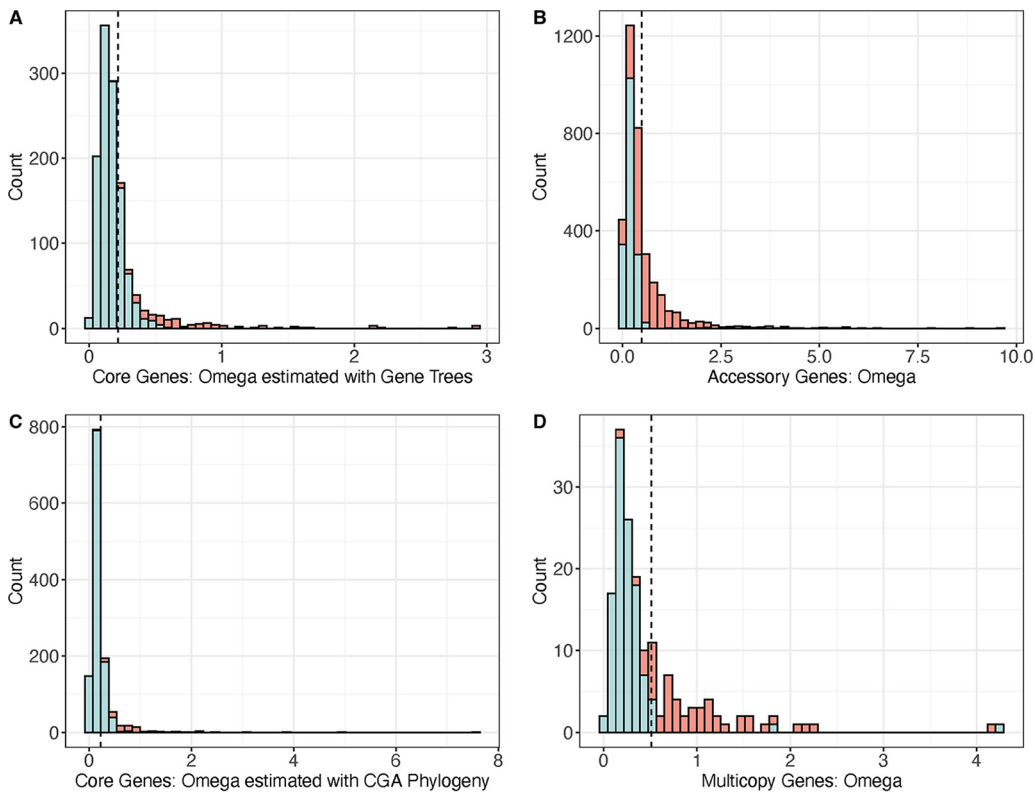 A
Count
300
200
100
0
0 1 2 3
Core Genes: Omega estimated with Gene Trees
B
Count
1200
800
400
0
0.0 2.5 5.0 7.5 10.0
Accessory Genes: Omega
C
Count
800
600
400
200
0
0 2 4 6 8
Core Genes: Omega estimated with CGA Phylogeny
D
Count
30
20
10
0
0 1 2 3 4
Multicopy Genes: Omega